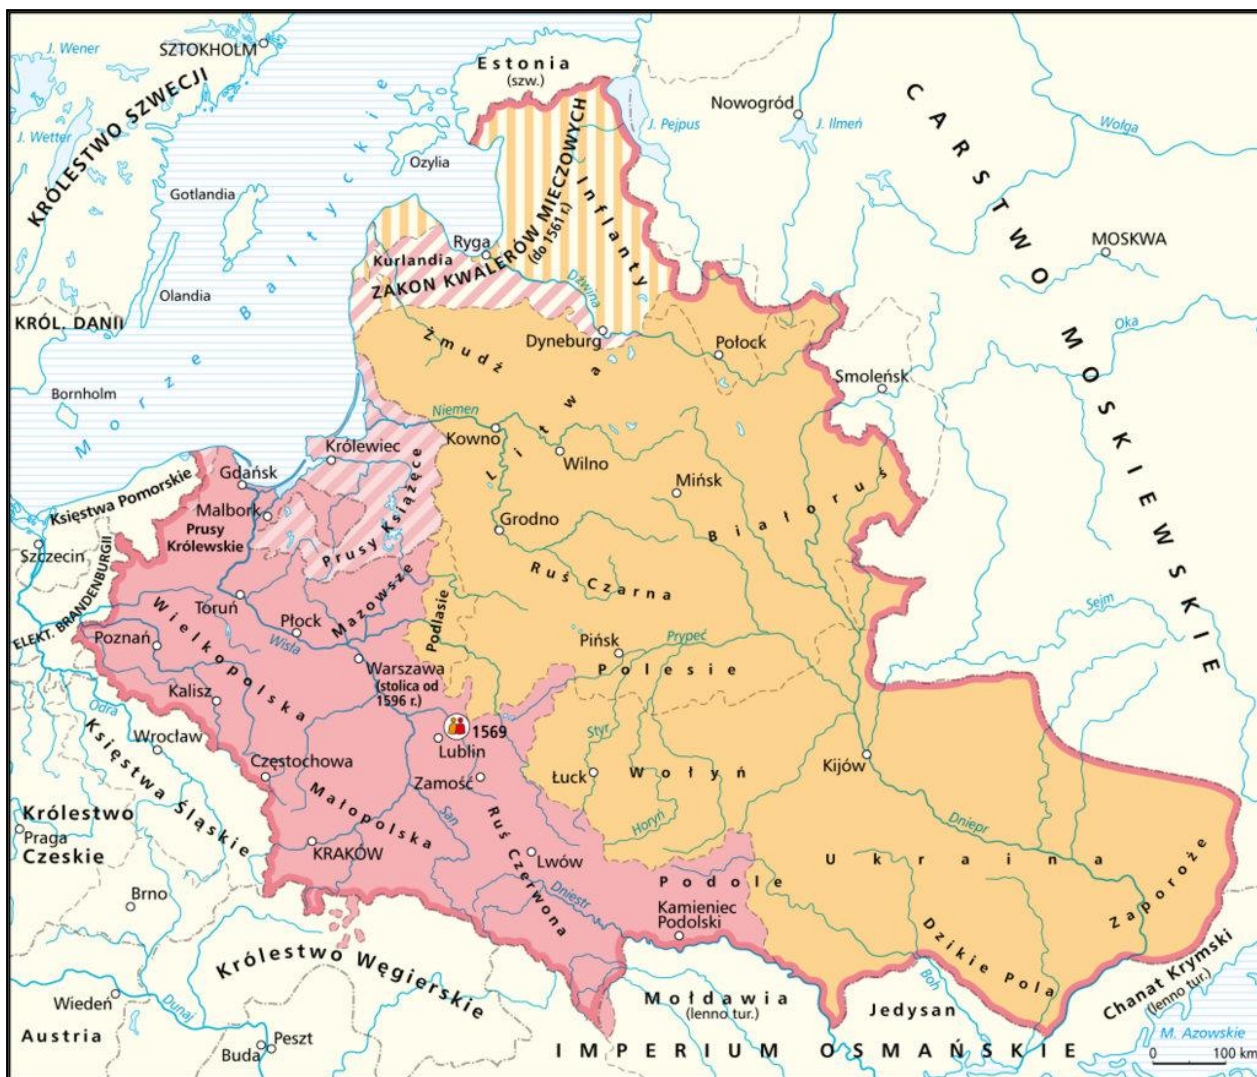 SZTOKHOLM
J. Wener
KRÓLESTWO SZWECJI
J. Wetter
Estonia
(szw.)
Nowogród
J. Pejpus
J. Ilmeń
Wołga
CARSTWO MOSKIEWSKIE
Ozylia
Gotlandia
Morze Bałtyckie
ZAKON KWALERÓW MIECZOWYCH
(do 1561 r.)
Inflanty
Ryga
Kurlandia
MOSKWA
Olandia
Dźwina
KRÓL. DANII
Oka
Dyneburg
Połock
Żmudź
Smoleńsk
Bornholm
Niemen
Kowno
Litwa
Wilno
Królewiec
Gdańsk
Księstwa Pomorskie
Mińsk
Malbork
Prusy
Królewskie
Prusy Książęce
Grodno
Białoruś
Szczecin
ELEKT. BRANDENBURGII
Ruś Czarna
Toruń
Płock
Mazowsze
Podlasie
Sejm
Poznań
Wielkopolska
Wisła
Pińsk
Prypeć
Polesie
Warszawa
(stolica od
1596 r.)
Kalisz
Odra
Księstwa Śląskie
Wrocław
1569
Lublin
Styr
Częstochowa
Zamość
Łuck
Wołyń
Kijów
Małopolska
San
Ruś Czerwona
Horyń
Dniepr
Królestwo
Praga
Czeskie
KRAKÓW
Lwów
Ukraina
Brno
Dniestr
Podole
Kamieniec
Podolski
Zaporoże
Dzikie Pola
Królestwo Węgierskie
Chanat Krymski
(lenno tur.)
Wiedeń
Dunaj
Mołdawia
(lenno tur.)
Jedysan
Boh
Austria
Buda
Peszt
IMPERIUM OSMAŃSKIE
M. Azowskie
0 100 km